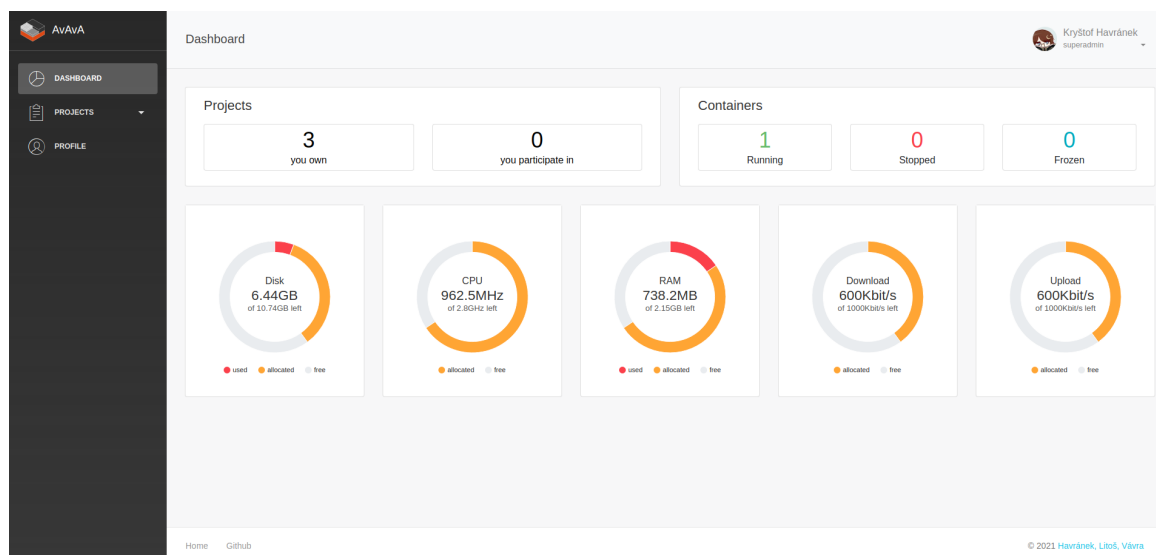 AvAvA
Dashboard
Kryštof Havránek
superadmin
DASHBOARD
PROJECTS
PROFILE
Projects
3
you own
0
you participate in
Containers
1
Running
0
Stopped
0
Frozen
Disk
6.44GB
of 10.74GB left
used allocated free
CPU
962.5MHz
of 2.8GHz left
allocated free
RAM
738.2MB
of 2.15GB left
used allocated free
Download
600Kbit/s
of 1000Kbit/s left
allocated free
Upload
600Kbit/s
of 1000Kbit/s left
allocated free
Home Github
© 2021 Havránek, Litoš, Vávra